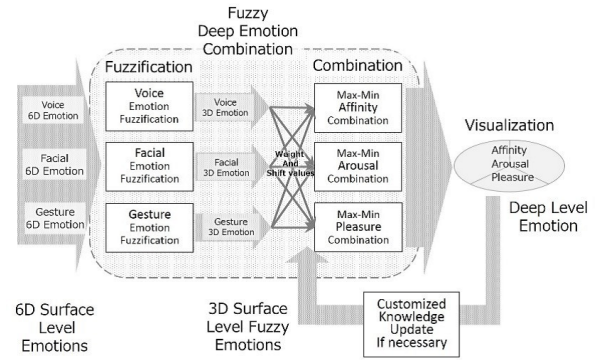 Fuzzy
Deep Emotion
Combination
Fuzzification
Combination
Voice
6D Emotion
Voice
Emotion
Fuzzification
Voice
3D Emotion
Max-Min
Affinity
Combination
Facial
6D Emotion
Facial
Emotion
Fuzzification
Facial
3D Emotion
Weight
And
Shift values
Max-Min
Arousal
Combination
Gesture
6D Emotion
Gesture
Emotion
Fuzzification
Gesture
3D Emotion
Max-Min
Pleasure
Combination
Visualization
Affinity
Arousal
Pleasure
Deep Level
Emotion
6D Surface
Level
Emotions
3D Surface
Level Fuzzy
Emotions
Customized
Knowledge
Update
If necessary